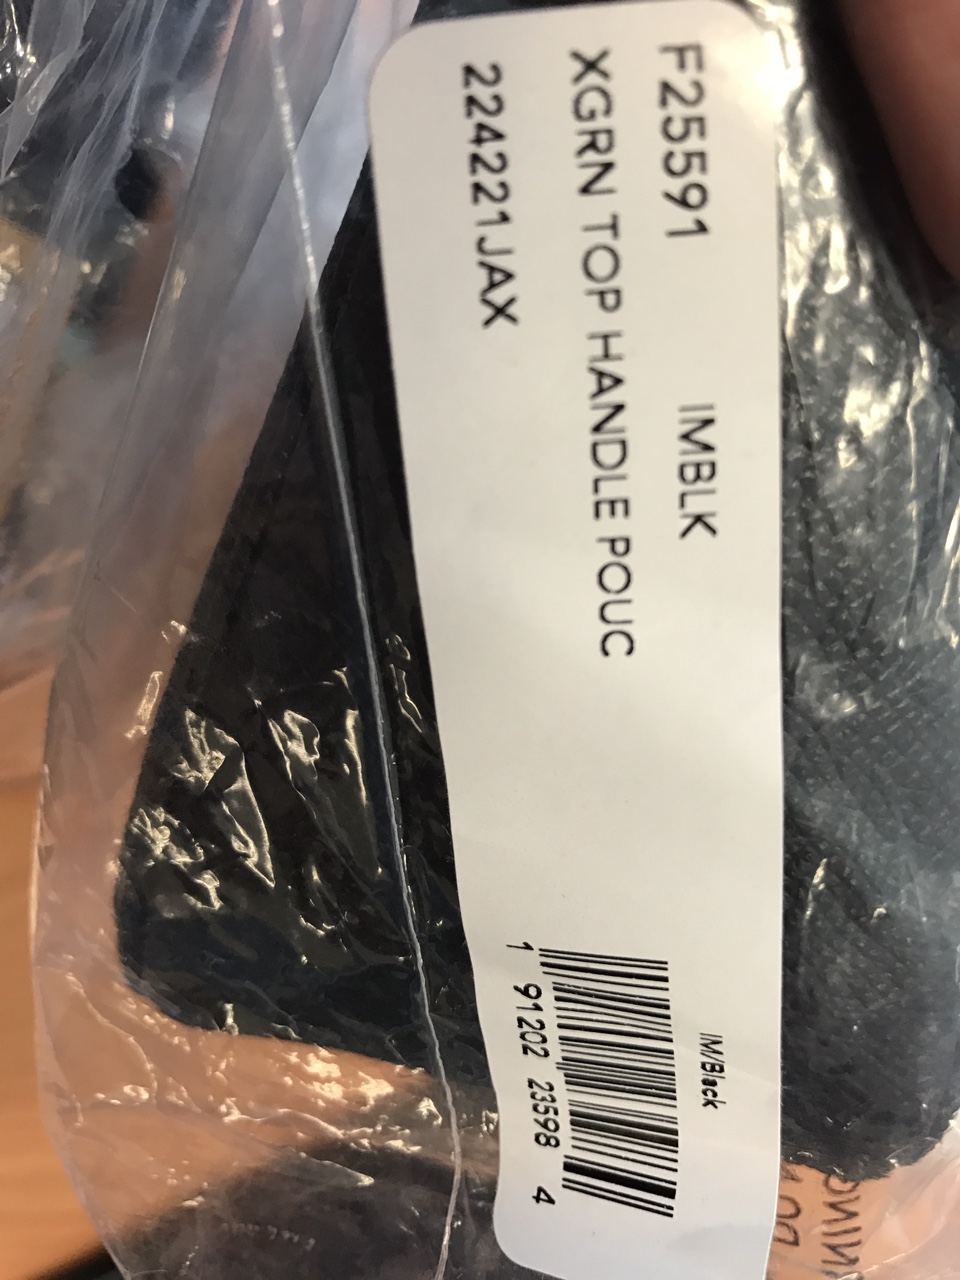 F25591 IMBLK
XGRN TOP HANDLE POUC
224221JAX
IM/Black
1 91202 23598 4